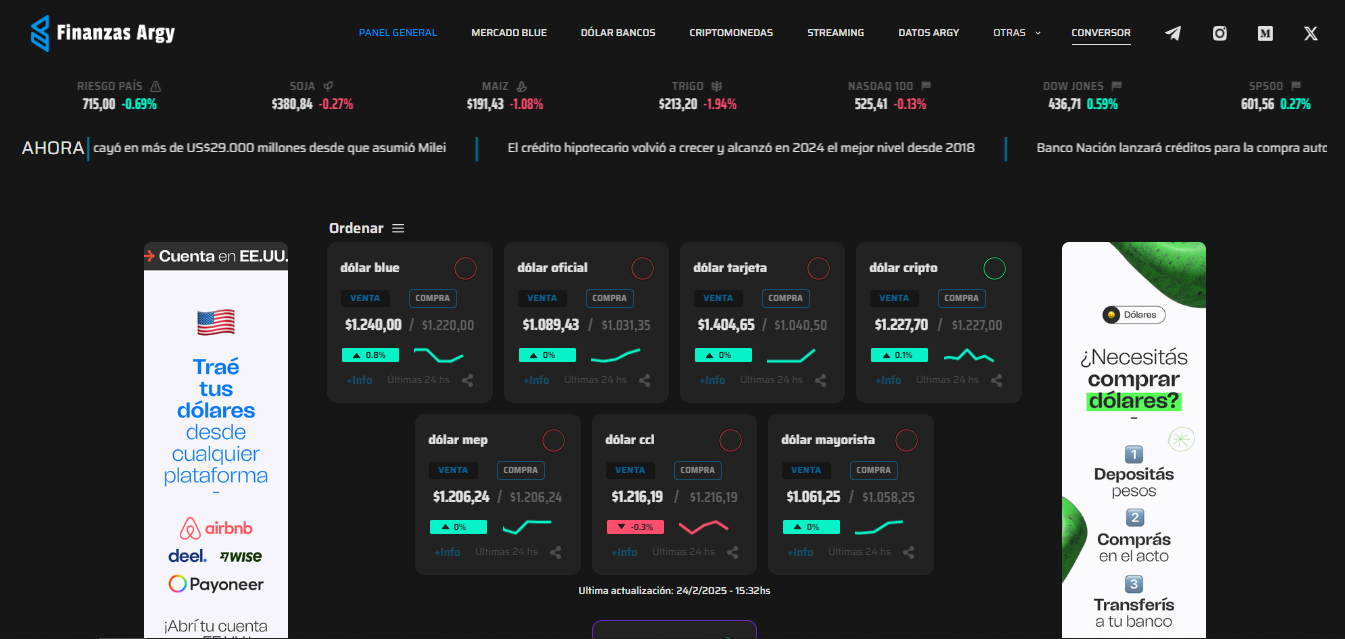 Finanzas Argy
PANEL GENERAL MERCADO BLUE DÓLAR BANCOS CRIPTOMONEDAS STREAMING DATOS ARGY OTRAS CONVERSOR
RIESGO PAÍS SOJA MAIZ TRIGO NASDAQ 100 DOW JONES SP500
715,00 -0.69% $380,84 -0.27% $191,43 -1.08% $213,20 -1.94% 525,41 -0.13% 436,71 0.59% 601,56 0.27%
AHORA cayó en más de US$29.000 millones desde que asumió Milei El crédito hipotecario volvió a crecer y alcanzó en 2024 el mejor nivel desde 2018 Banco Nación lanzará créditos para la compra auto
Ordenar
dólar blue
VENTA COMPRA
$1.240,00 / $1.220,00
0.8%
+Info Últimas 24 hs
dólar oficial
VENTA COMPRA
$1.089,43 / $1.031,35
0%
+Info Últimas 24 hs
dólar tarjeta
VENTA COMPRA
$1.404,65 / $1.040,50
0%
+Info Últimas 24 hs
dólar cripto
VENTA COMPRA
$1.227,70 / $1.227,00
0.1%
+Info Últimas 24 hs
dólar mep
VENTA COMPRA
$1.206,24 / $1.206,24
0%
+Info Últimas 24 hs
dólar ccl
VENTA COMPRA
$1.216,19 / $1.216,19
-0.3%
+Info Últimas 24 hs
dólar mayorista
VENTA COMPRA
$1.061,25 / $1.058,25
0%
+Info Últimas 24 hs
Ultima actualización: 24/2/2025 - 15:32hs
Cuenta en EE.UU.
Traé
tus
dólares
desde
cualquier
plataforma
airbnb
deel. WISE
Payoneer
¡Abrí tu cuenta
Dólares
¿Necesitás
comprar
dólares?
1
Depositás
pesos
2
Comprás
en el acto
3
Transferís
a tu banco